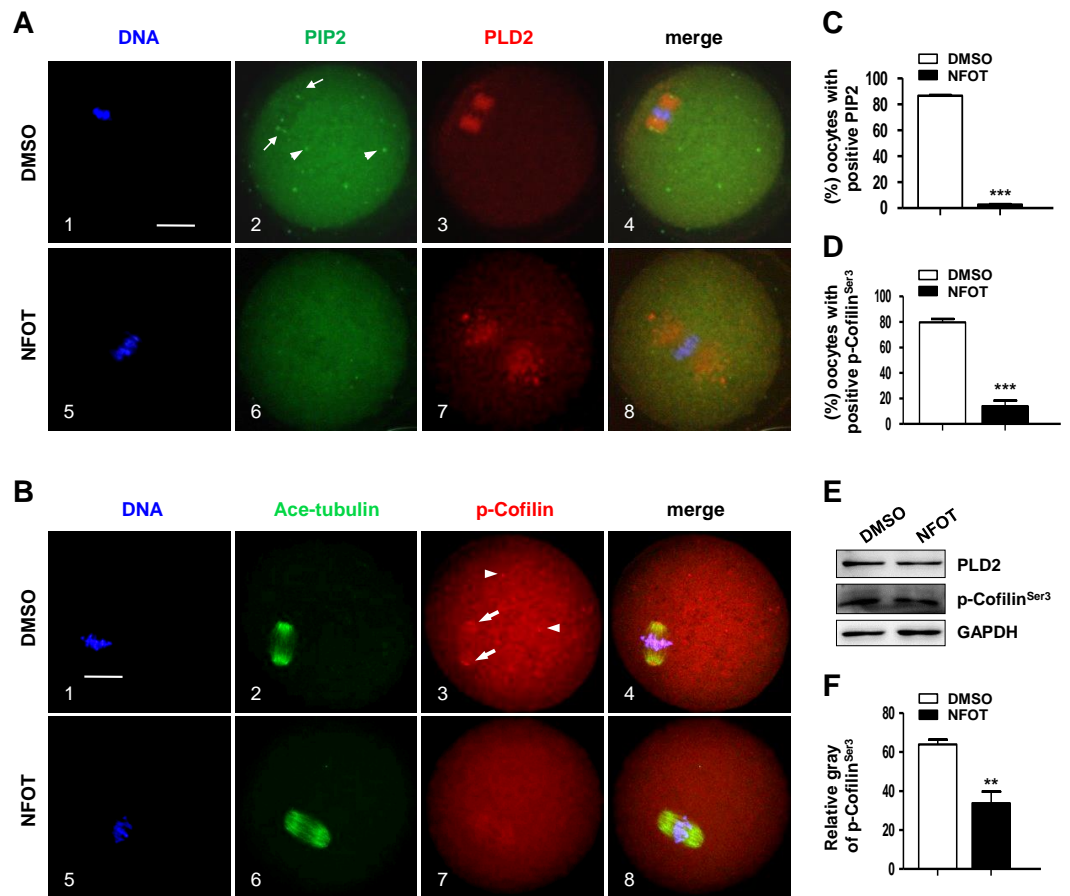 A
DNA PIP2 PLD2 merge
DMSO
1 2 3 4
NFOT
5 6 7 8
B
DNA Ace-tubulin p-Cofilin merge
DMSO
1 2 3 4
NFOT
5 6 7 8
C
DMSO
NFOT
(%) oocytes with
positive PIP2
100
80
60
40
20
0
***
D
DMSO
NFOT
(%) oocytes with
positive p-Cofilin^Ser3
100
80
60
40
20
0
***
E
DMSO NFOT
PLD2
p-Cofilin^Ser3
GAPDH
F
DMSO
NFOT
Relative gray
of p-Cofilin^Ser3
80
60
40
20
0
**